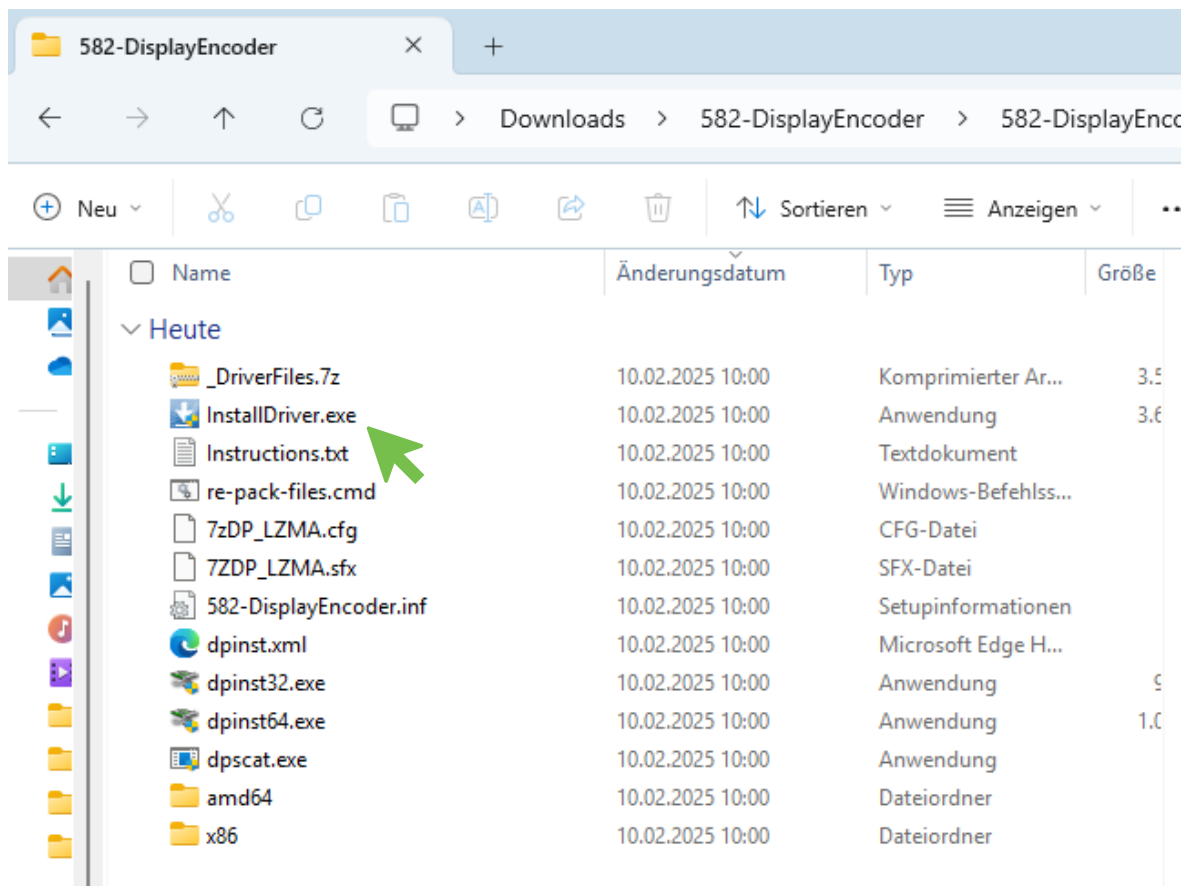 582-DisplayEncoder
Downloads > 582-DisplayEncoder > 582-DisplayEnco
Neu Sortieren Anzeigen
Name Änderungsdatum Typ Größe
Heute
_DriverFiles.7z 10.02.2025 10:00 Komprimierter Ar... 3.5
InstallDriver.exe 10.02.2025 10:00 Anwendung 3.6
Instructions.txt 10.02.2025 10:00 Textdokument
re-pack-files.cmd 10.02.2025 10:00 Windows-Befehlss...
7zDP_LZMA.cfg 10.02.2025 10:00 CFG-Datei
7ZDP_LZMA.sfx 10.02.2025 10:00 SFX-Datei
582-DisplayEncoder.inf 10.02.2025 10:00 Setupinformationen
dpinst.xml 10.02.2025 10:00 Microsoft Edge H...
dpinst32.exe 10.02.2025 10:00 Anwendung
dpinst64.exe 10.02.2025 10:00 Anwendung 1.0
dpscat.exe 10.02.2025 10:00 Anwendung
amd64 10.02.2025 10:00 Dateiordner
x86 10.02.2025 10:00 Dateiordner